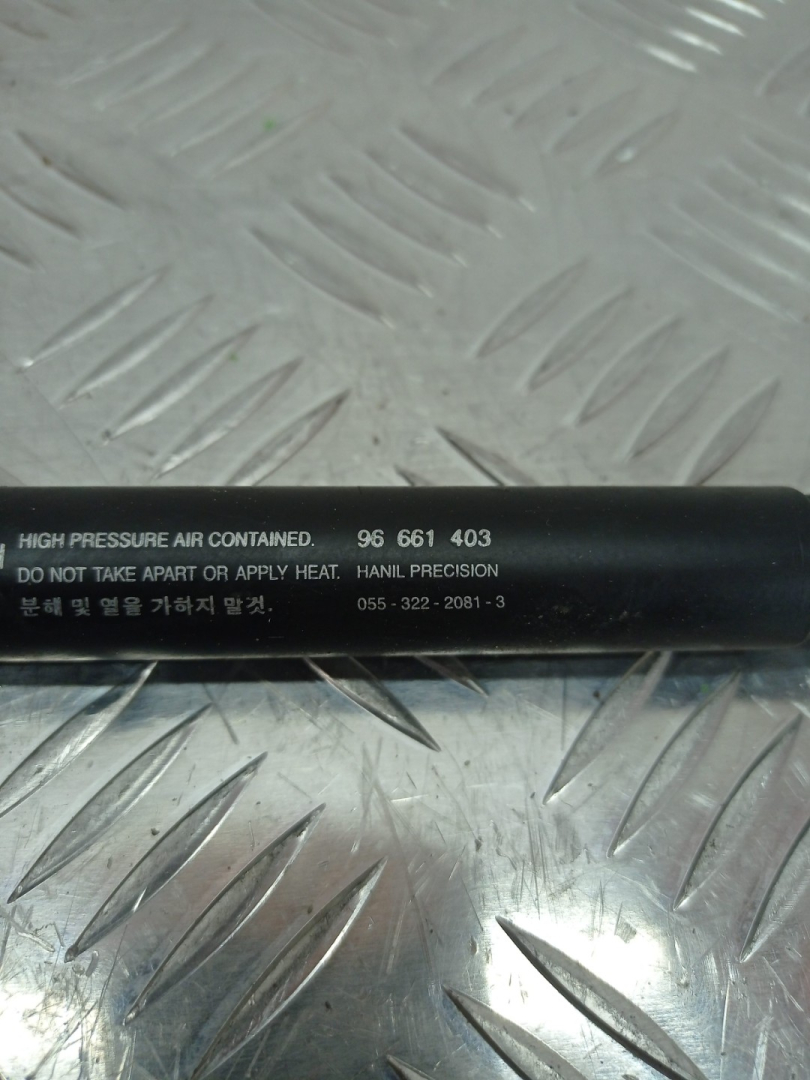 HIGH PRESSURE AIR CONTAINED. 96 661 403
DO NOT TAKE APART OR APPLY HEAT. HANIL PRECISION
분해 및 열을 가하지 말것. 055 - 322 - 2081 - 3